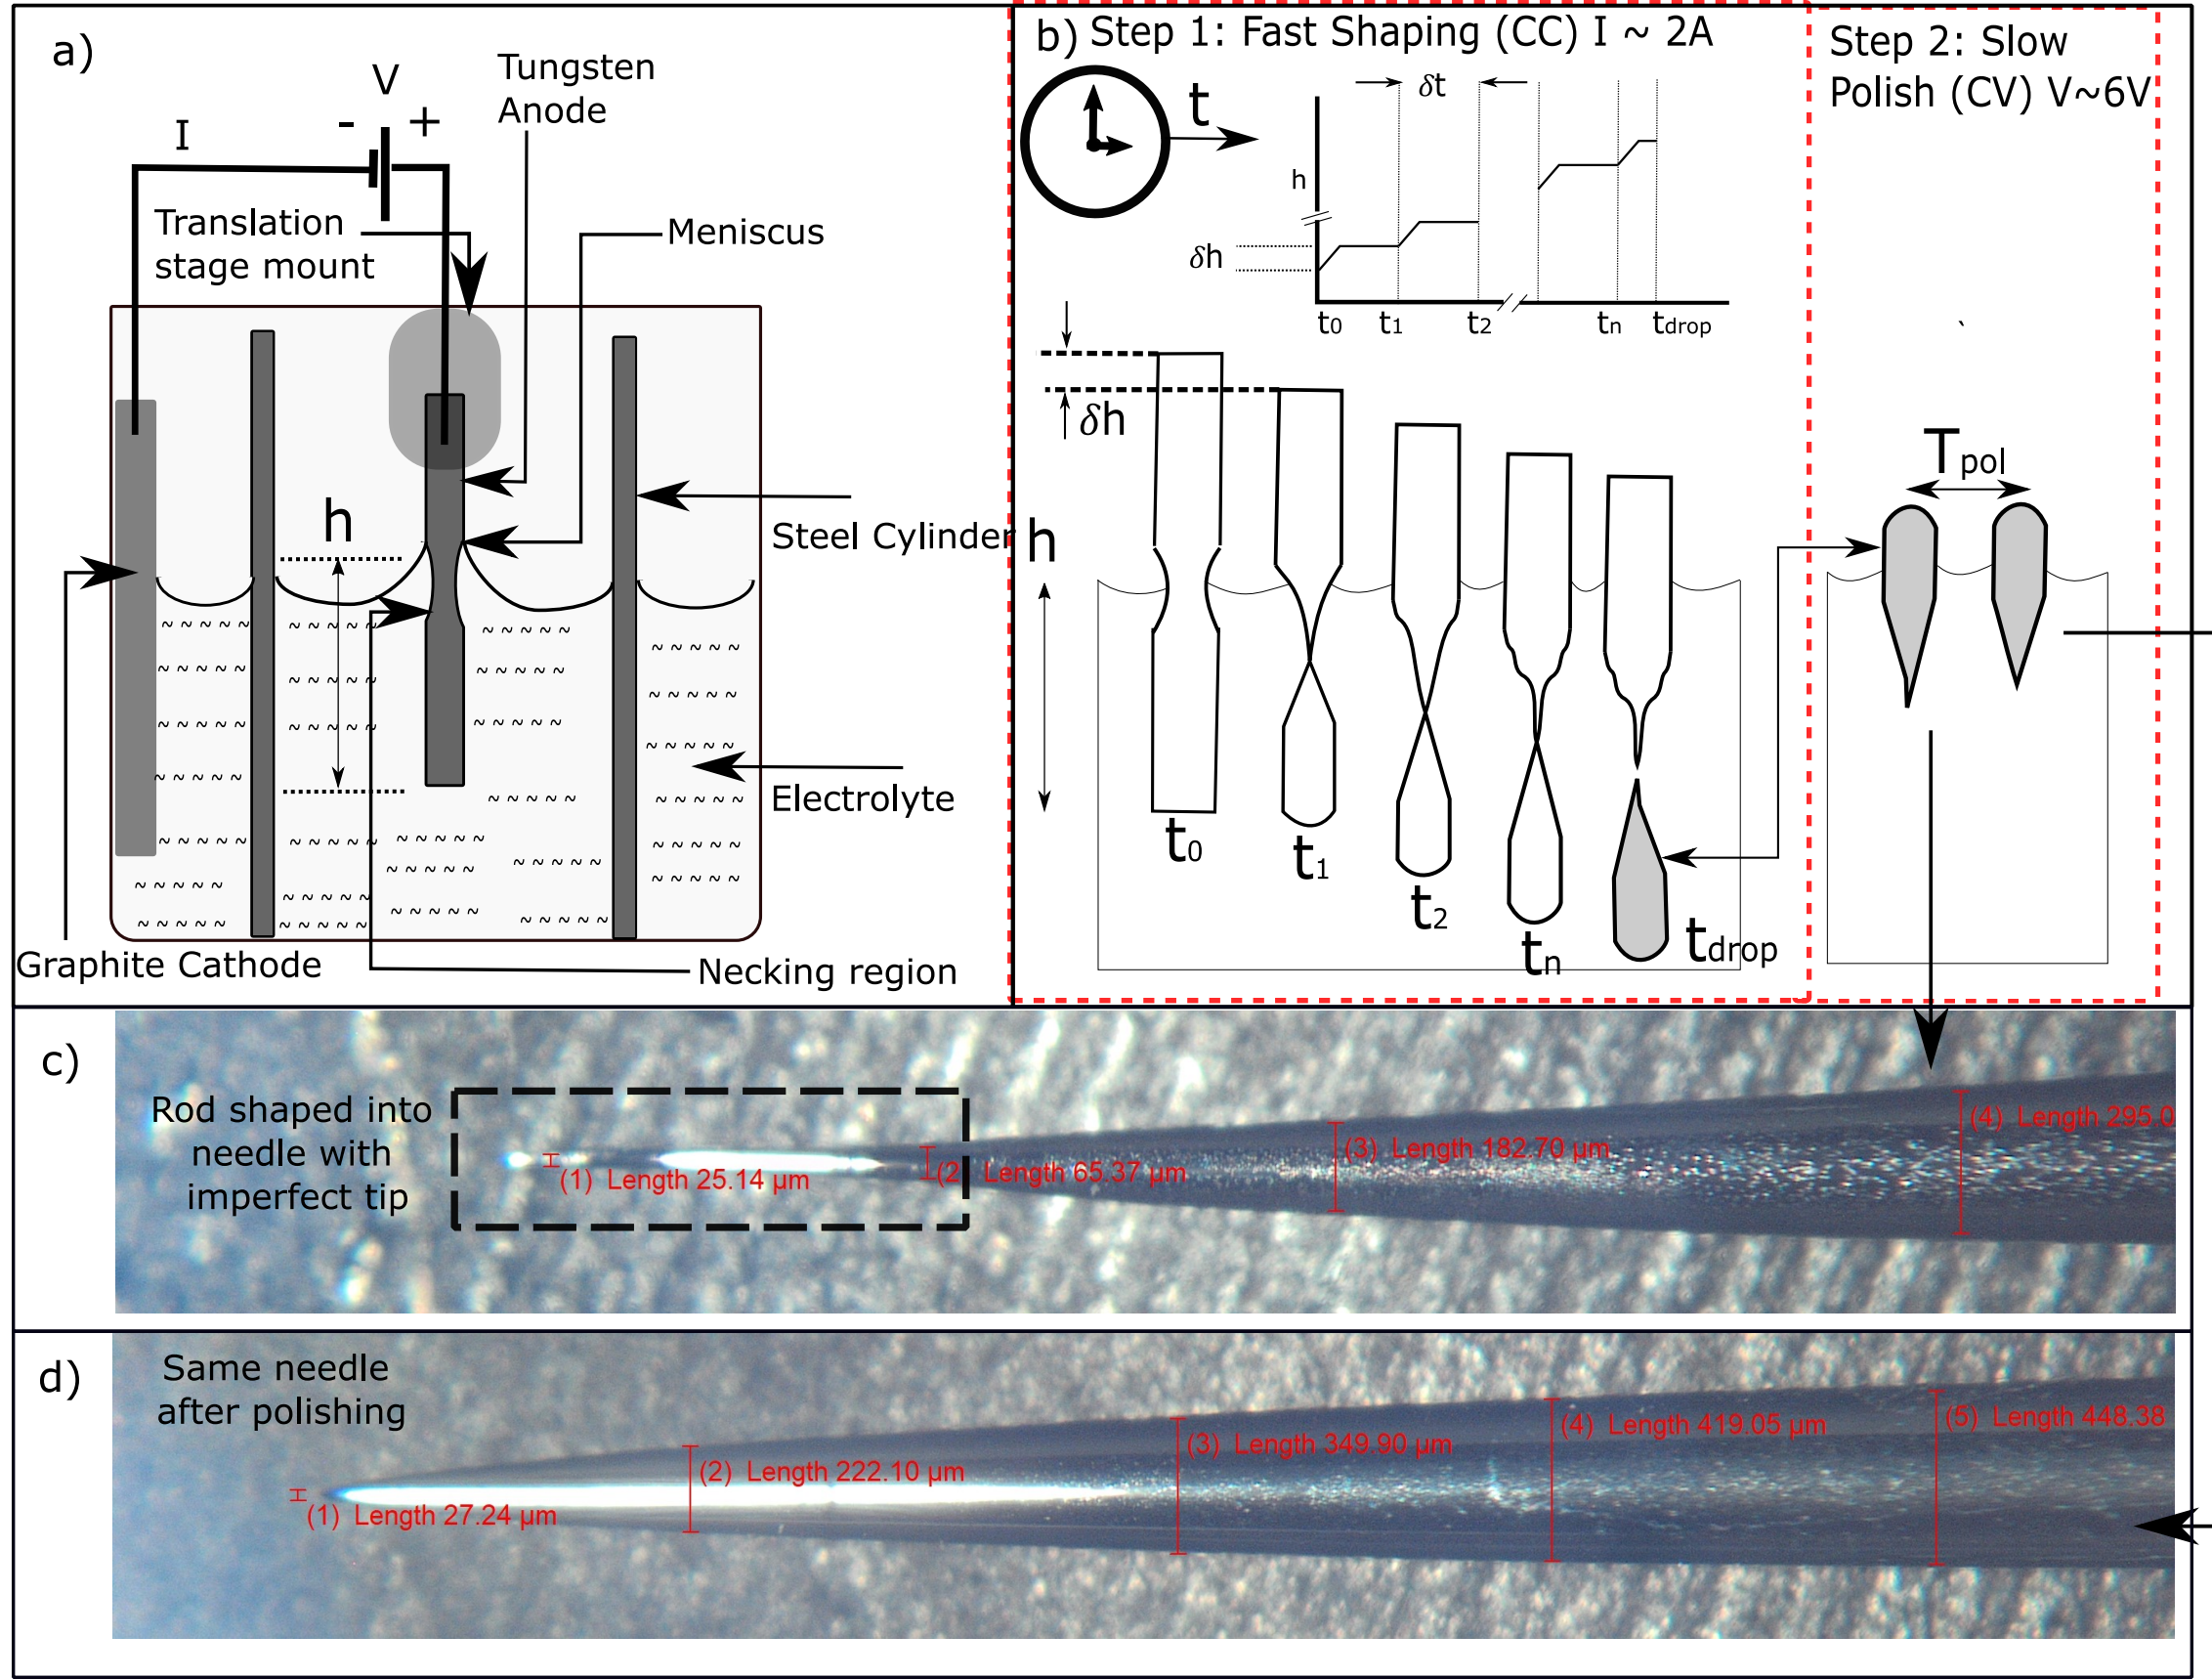 a)
V
Tungsten
Anode
I
-
+
Translation
stage mount
Meniscus
h
Steel Cylinder
Electrolyte
Graphite Cathode
Necking region
b) Step 1: Fast Shaping (CC) I ~ 2A
t
δt
h
δh
t0
t1
t2
tn
tdrop
δh
h
t0
t1
t2
tn
tdrop
Step 2: Slow
Polish (CV) V~6V
Tpol
c)
Rod shaped into
needle with
imperfect tip
(1) Length 25.14 µm
(2) Length 65.37 µm
(3) Length 182.70 µm
(4) Length 295.0
d)
Same needle
after polishing
(1) Length 27.24 µm
(2) Length 222.10 µm
(3) Length 349.90 µm
(4) Length 419.05 µm
(5) Length 448.38